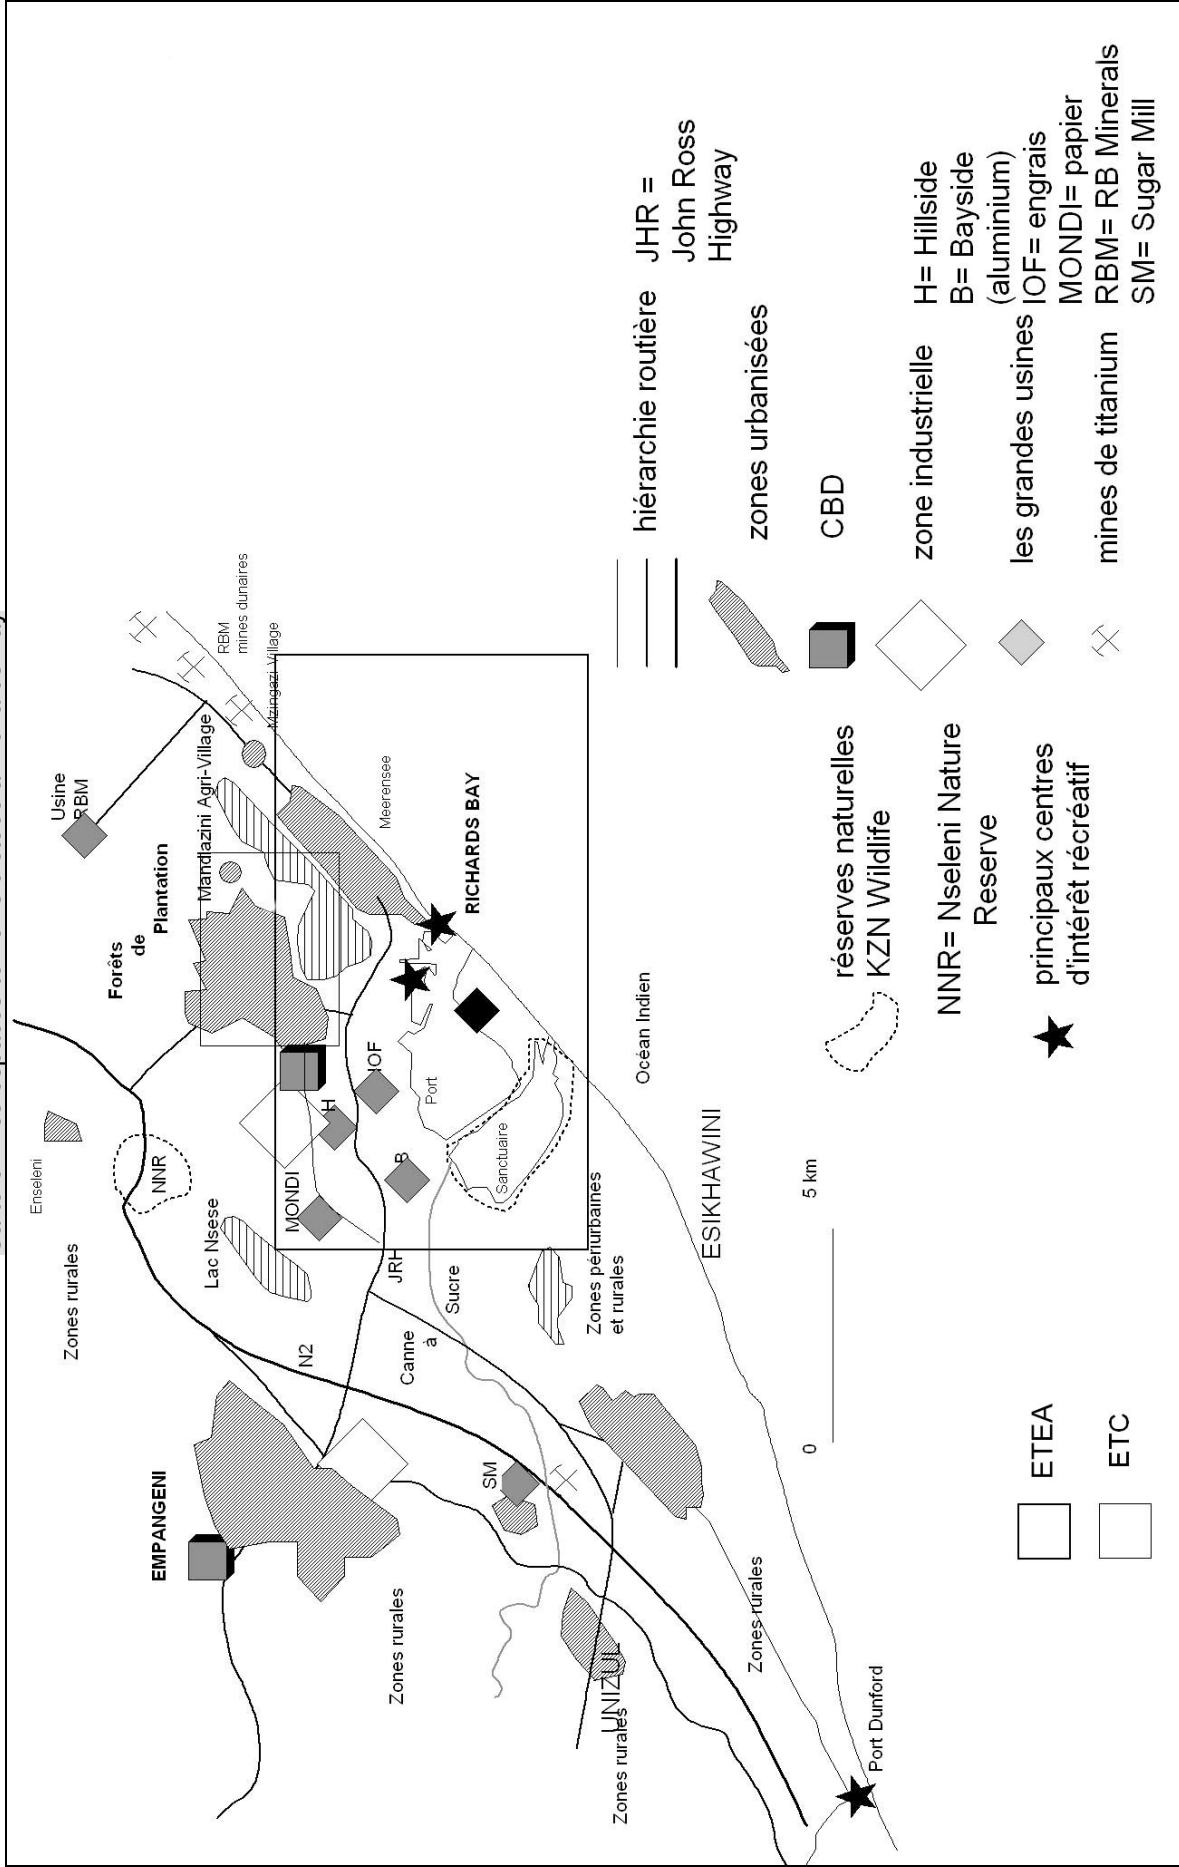 Enseleni
Zones rurales
NNR
Lac Nsese
N2
EMPANGENI
Zones rurales
SM
Canne
à
Sucre
JRH
MONDI
H
IOF
B
Port
Sanctuaire
Zones périurbaines
et rurales
UNIZUL
Zones rurales
Zones rurales
Port Dunford
ESIKHAWINI
Océan Indien
RICHARDS BAY
Meerensee
Mzingazi Village
RBM
mines dunaires
Mandlazini Agri-Village
Forêts
de
Plantation
Usine
RBM
0
5 km
ETEA
ETC
réserves naturelles
KZN Wildlife
NNR= Nseleni Nature
Reserve
principaux centres
d'intérêt récréatif
hiérarchie routière
JHR =
John Ross
Highway
zones urbanisées
CBD
zone industrielle
les grandes usines
mines de titanium
H= Hillside
B= Bayside
(aluminium)
IOF= engrais
MONDI= papier
RBM= RB Minerals
SM= Sugar Mill